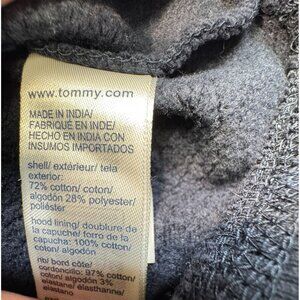 www.tommy.com
MADE IN INDIA/
FABRIQUÉ EN INDE/
HECHO EN INDIA CON
INSUMOS IMPORTADOS
shell/ extérieur/ tela
exterior:
72% cotton/ coton/
algodón 28% polyester/
poliéster
hood lining/ doublure de
la capuche/ forro de la
capucha: 100% cotton/
coton/ algodón
rib/ bord côte/
cordoncillo: 97% cotton/
coton/ algodón 3%
elastane/ élasthanne/
elastano